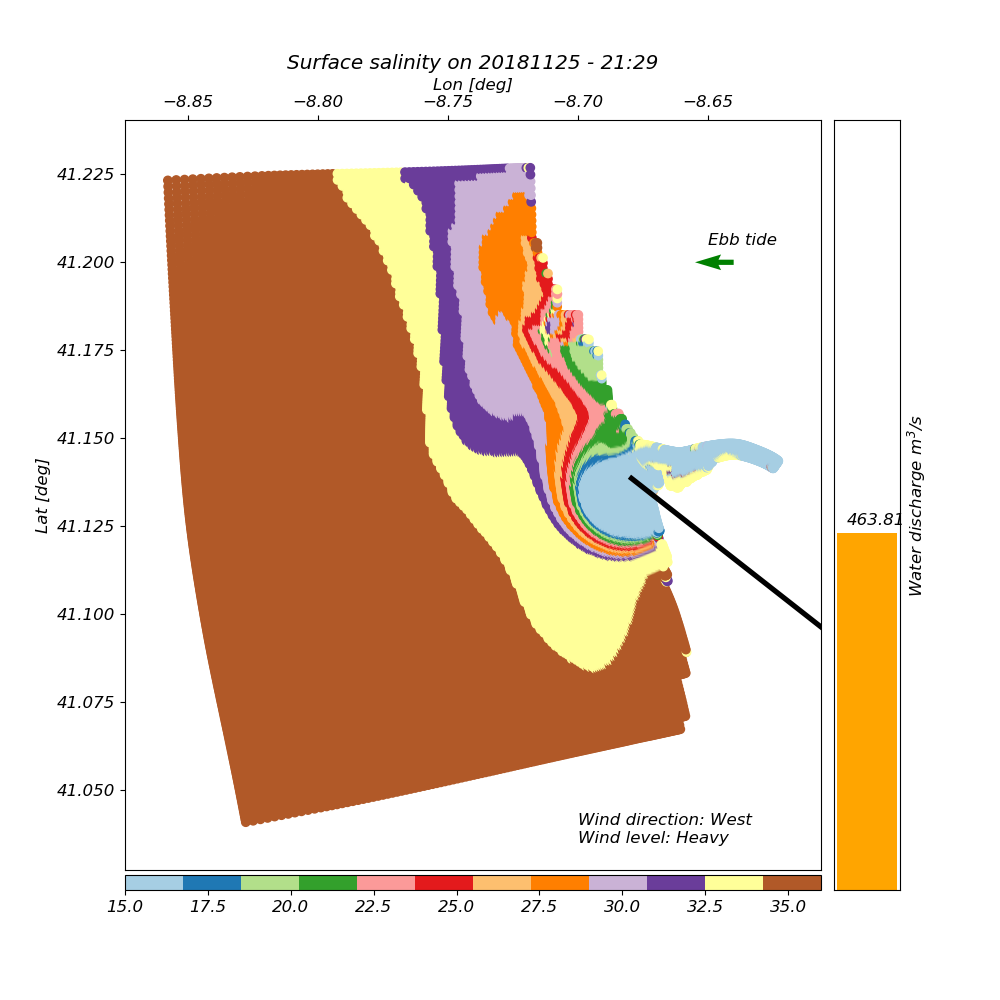 Surface salinity on 20181125 - 21:29
Lon [deg]
−8.85 −8.80 −8.75 −8.70 −8.65
41.225
41.200
41.175
41.150
41.125
41.100
41.075
41.050
Lat [deg]
Ebb tide
463.81
Water discharge m³/s
Wind direction: West
Wind level: Heavy
15.0 17.5 20.0 22.5 25.0 27.5 30.0 32.5 35.0